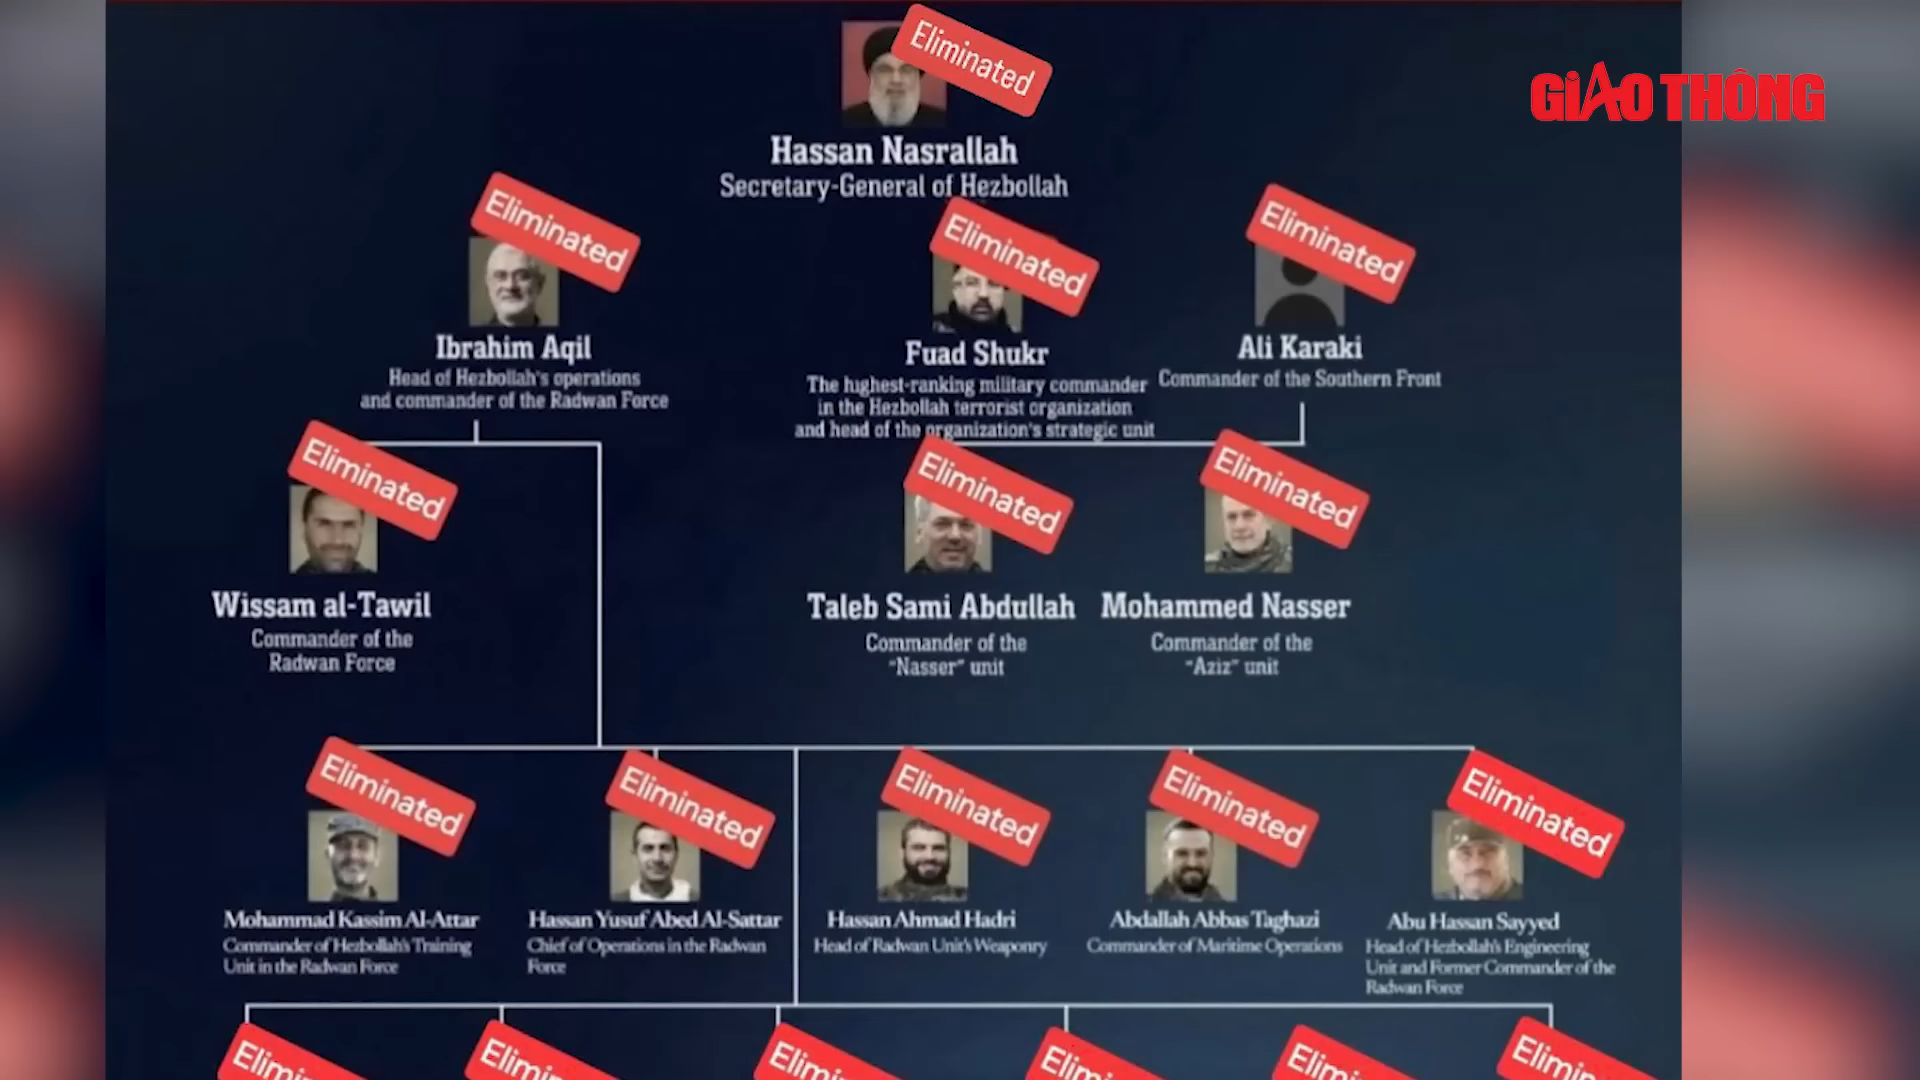 Eliminated
GiAO THÔNG
Hassan Nasrallah
Secretary-General of Hezbollah
Eliminated
Eliminated
Eliminated
Ibrahim Aqil
Head of Hezbollah's operations
and commander of the Radwan Force
Fuad Shukr
The highest-ranking military commander
in the Hezbollah terrorist organization
and head of the organization's strategic unit
Ali Karaki
Commander of the Southern Front
Eliminated
Eliminated
Eliminated
Wissam al-Tawil
Commander of the
Radwan Force
Taleb Sami Abdullah
Commander of the
"Nasser" unit
Mohammed Nasser
Commander of the
"Aziz" unit
Eliminated
Eliminated
Eliminated
Eliminated
Eliminated
Mohammad Kassim Al-Attar
Commander of Hezbollah's Training
Unit in the Radwan Force
Hassan Yusuf Abed Al-Sattar
Chief of Operations in the Radwan
Force
Hassan Ahmad Hadri
Head of Radwan Unit's Weaponry
Abdallah Abbas Taghazi
Commander of Maritime Operations
Abu Hassan Sayyed
Head of Hezbollah's Engineering
Unit and Former Commander of the
Radwan Force